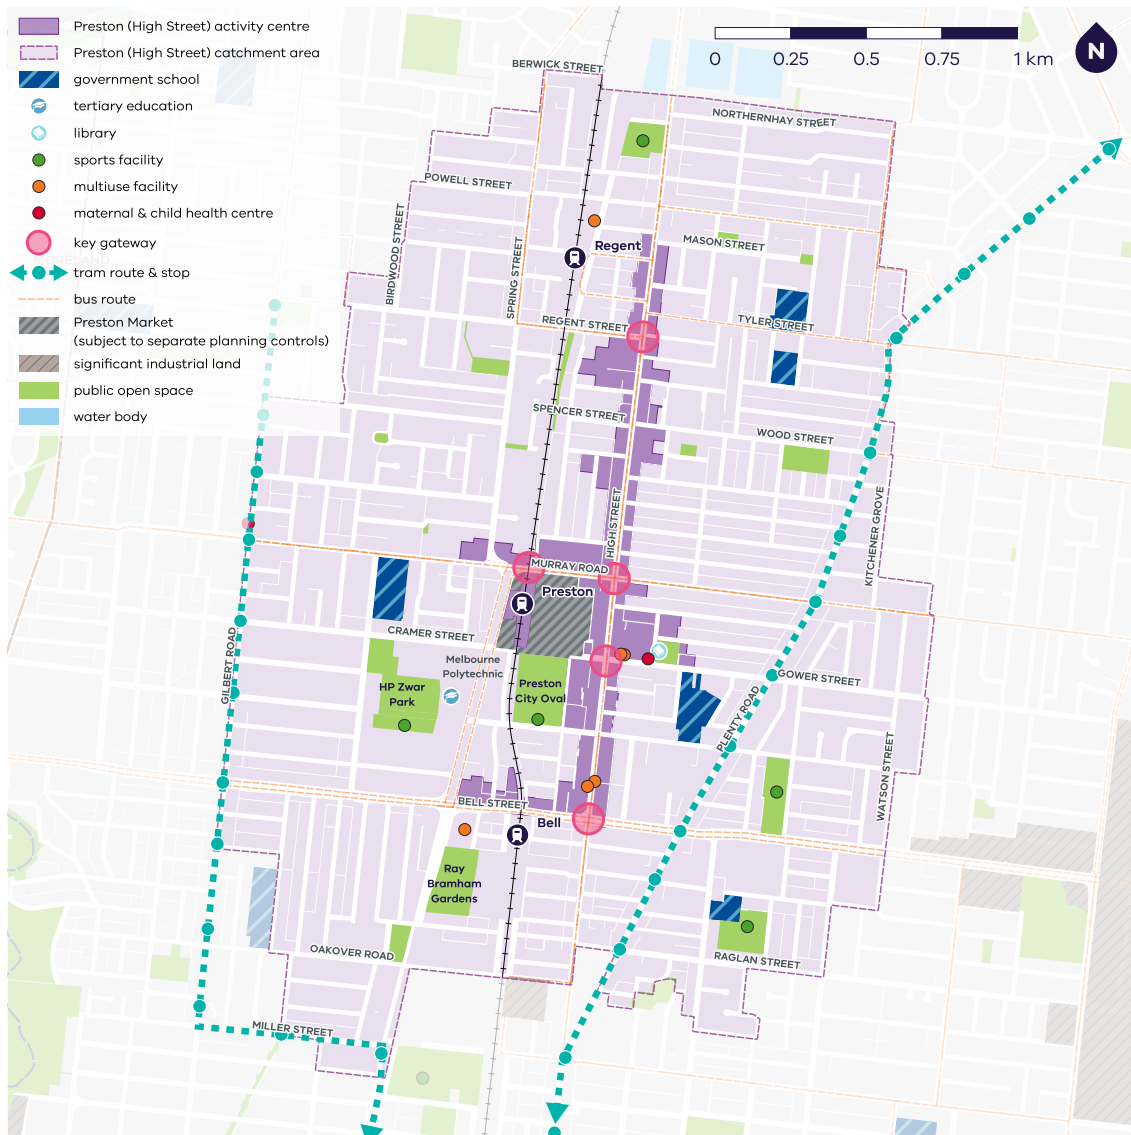 Preston (High Street) activity centre
Preston (High Street) catchment area
government school
tertiary education
library
sports facility
multiuse facility
maternal & child health centre
key gateway
MORELAND
tram route & stop
bus route
Preston Market
(subject to separate planning controls)
significant industrial land
public open space
water body
0 0.25 0.5 0.75 1 km
N
BERWICK STREET
NORTHERNHAY STREET
POWELL STREET
BIRDWOOD STREET
SPRING STREET
Regent
MASON STREET
REGENT STREET
TYLER STREET
SPENCER STREET
WOOD STREET
HIGH STREET
KITCHENER GROVE
MURRAY ROAD
Preston
CRAMER STREET
GILBERT ROAD
Melbourne
Polytechnic
HP Zwar
Park
Preston
City Oval
GOWER STREET
PLENTY ROAD
WATSON STREET
BELL STREET
Bell
Ray
Bramham
Gardens
OAKOVER ROAD
RAGLAN STREET
MILLER STREET